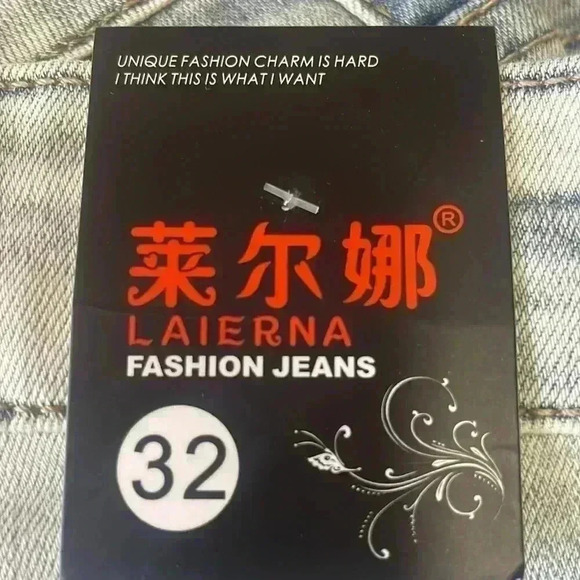 UNIQUE FASHION CHARM IS HARD
I THINK THIS IS WHAT I WANT
莱尔娜®
LAIERNA
FASHION JEANS
32